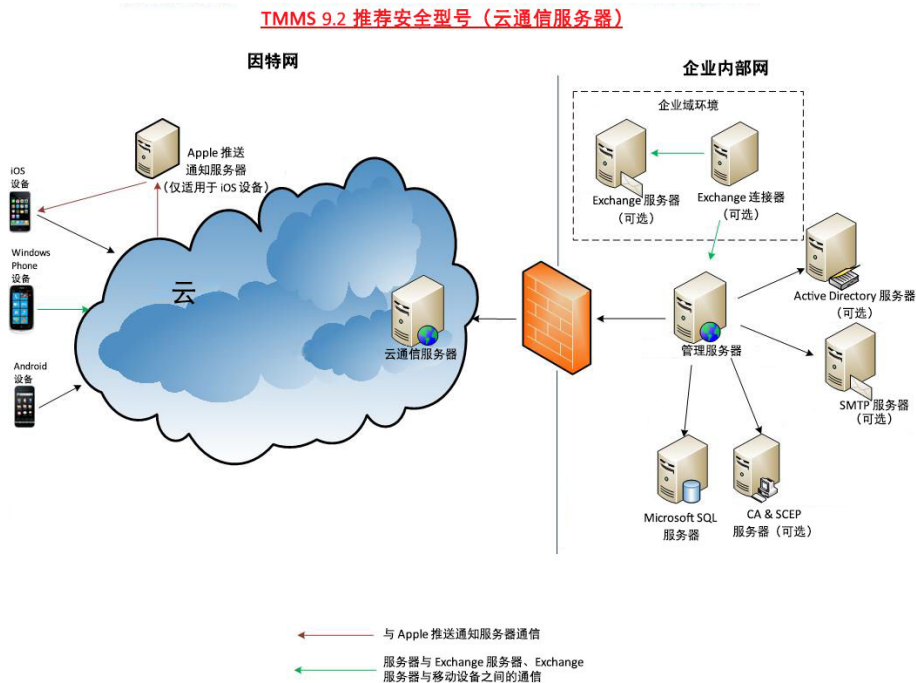 TMMS 9.2 推荐安全型号（云通信服务器）
因特网
企业内部网
企业域环境
Apple 推送
通知服务器
（仅适用于 iOS 设备）
iOS
设备
Exchange 服务器
（可选）
Exchange 连接器
（可选）
Windows
Phone
设备
云
Active Directory 服务器
（可选）
云通信服务器
管理服务器
Android
设备
SMTP 服务器
（可选）
Microsoft SQL
服务器
CA & SCEP
服务器（可选）
与 Apple 推送通知服务器通信
服务器与 Exchange 服务器、Exchange
服务器与移动设备之间的通信